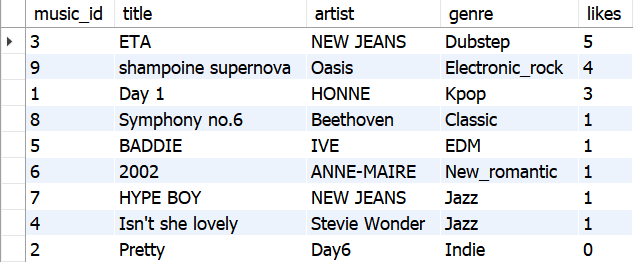 music_id title artist genre likes
3 ETA NEW JEANS Dubstep 5
9 shampoine supernova Oasis Electronic_rock 4
1 Day 1 HONNE Kpop 3
8 Symphony no.6 Beethoven Classic 1
5 BADDIE IVE EDM 1
6 2002 ANNE-MAIRE New_romantic 1
7 HYPE BOY NEW JEANS Jazz 1
4 Isn't she lovely Stevie Wonder Jazz 1
2 Pretty Day6 Indie 0